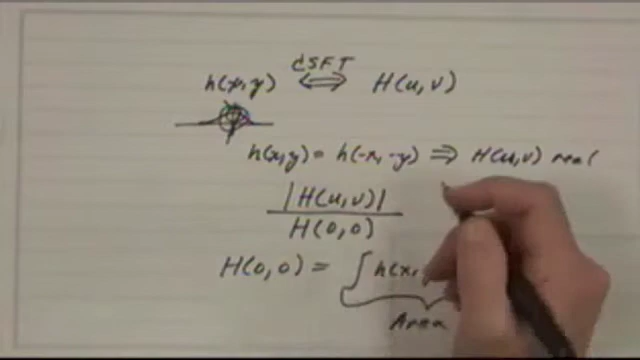 CSFT
h(x,y) ⟺ H(u,v)
h(x,y) = h(-x,-y) ⟹ H(u,v) real
|H(u,v)|
H(0,0)
H(0,0) = ∫ h(x,
Area